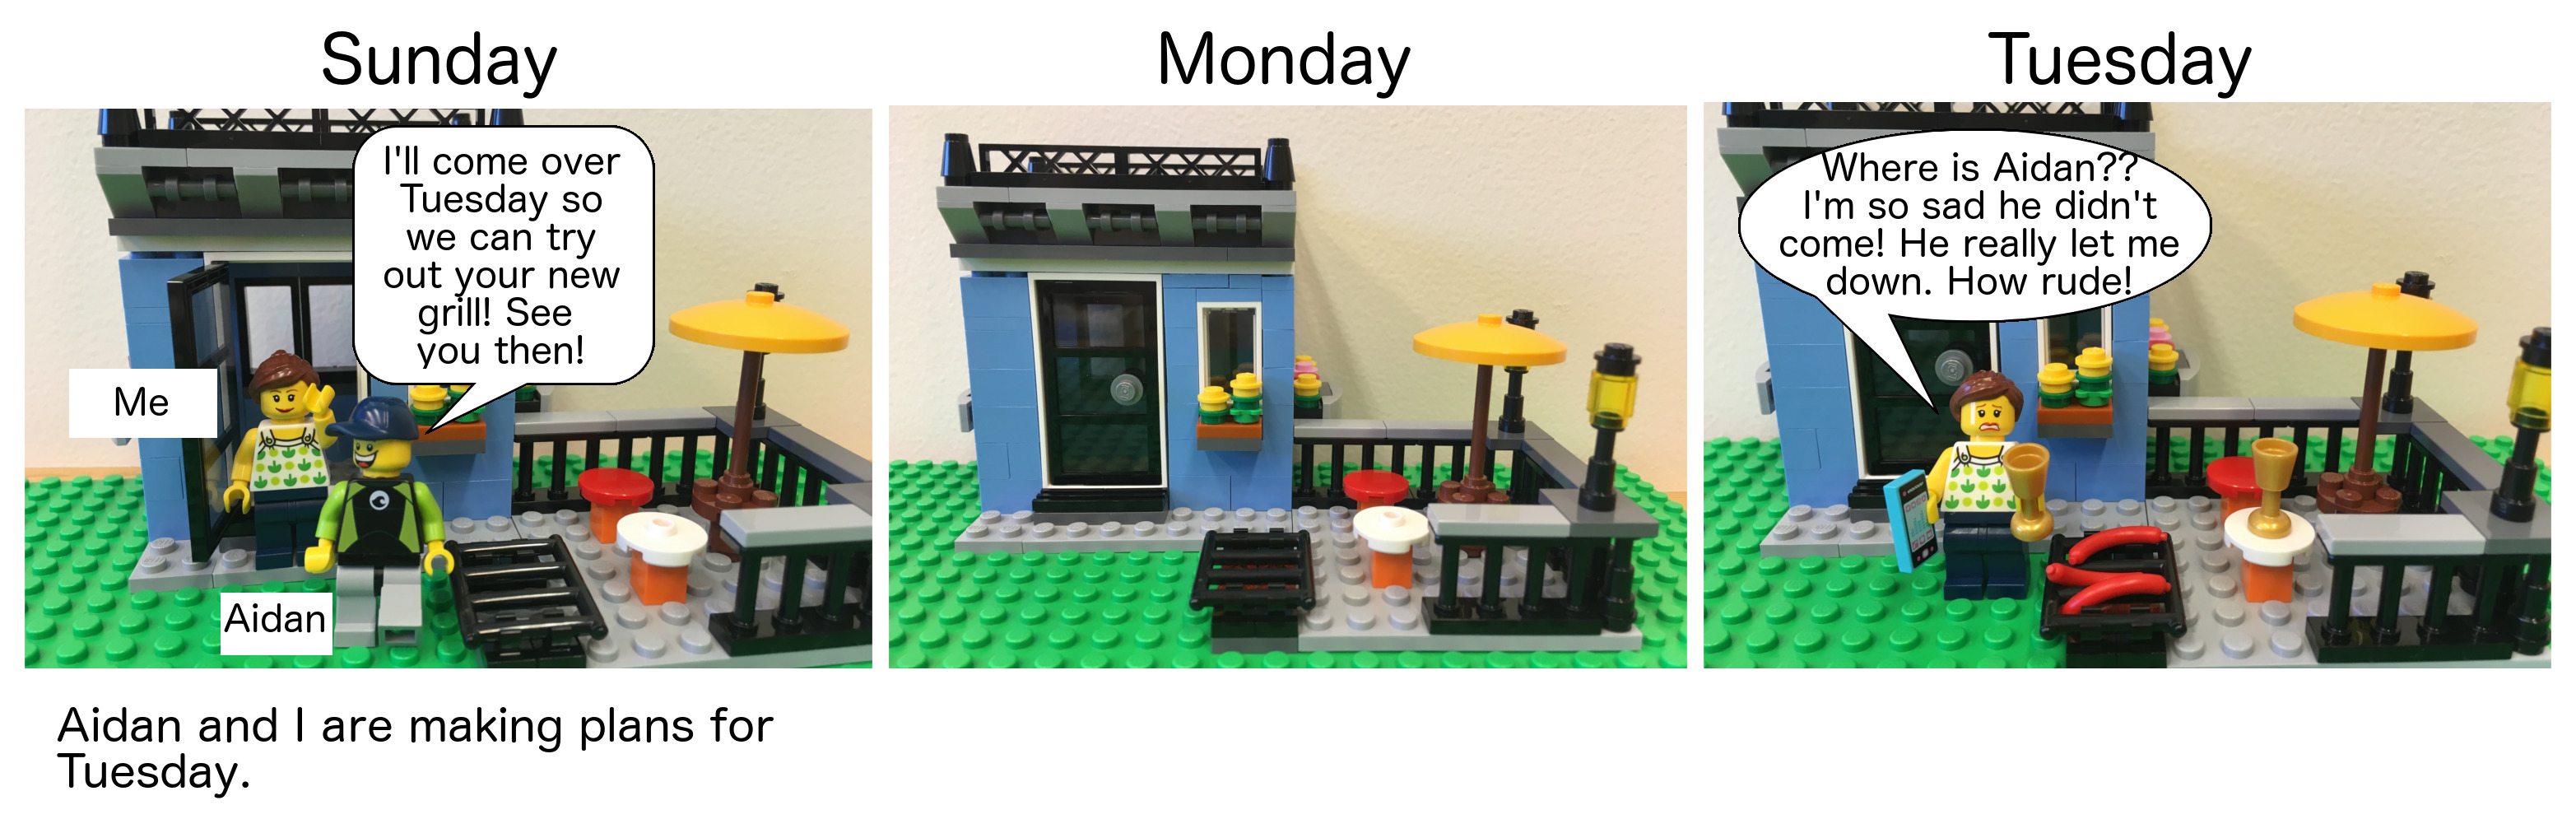 Sunday
Monday
Tuesday
I'll come over
Tuesday so
we can try
out your new
grill! See
you then!
Me
Aidan
Where is Aidan??
I'm so sad he didn't
come! He really let me
down. How rude!
Aidan and I are making plans for
Tuesday.